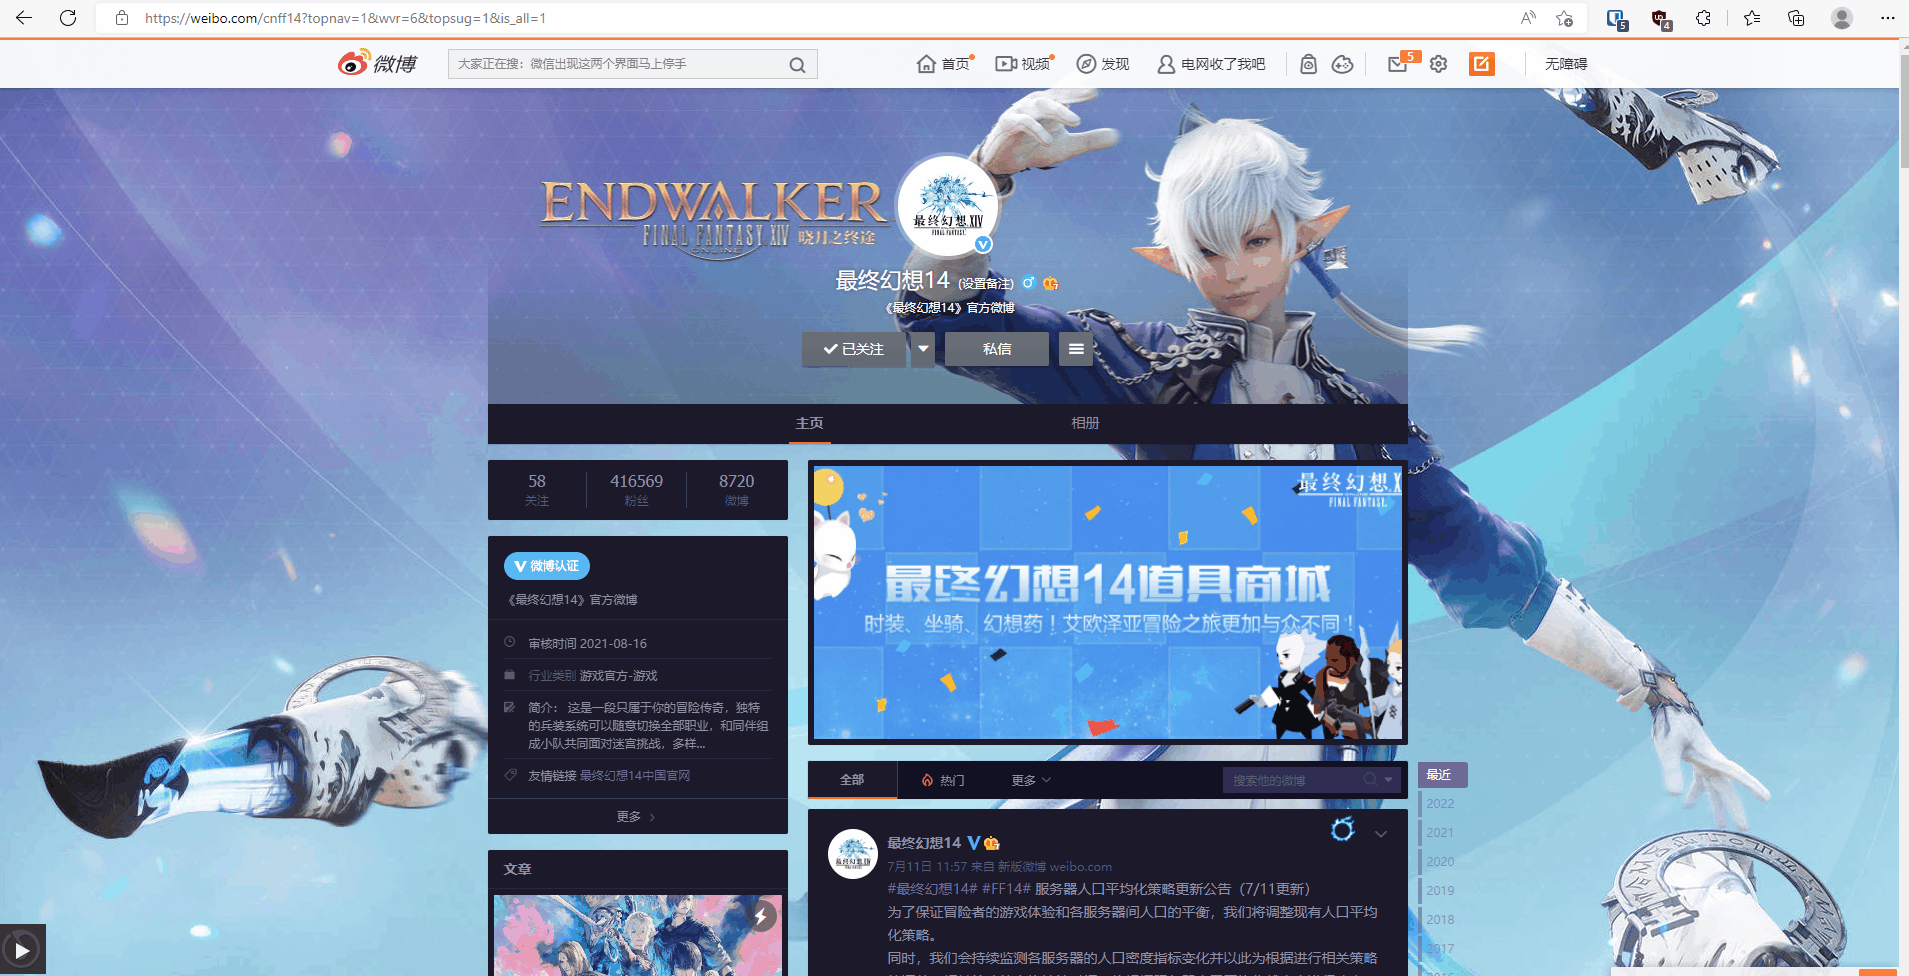 https://weibo.com/cnff14?topnav=1&wvr=6&topsug=1&is_all=1
5
4
微博
大家正在搜：微信出现这两个界面马上停手
首页
视频
发现
电网收了我吧
5
无障碍
ENDWALKER
FINAL FANTASY XIV 晓月之终途
ONLINE
最终幻想XIV
FINAL FANTASY.
最终幻想14 (设置备注)
《最终幻想14》官方微博
已关注
私信
主页
相册
58
416569
8720
关注
粉丝
微博
微博认证
《最终幻想14》官方微博
审核时间 2021-08-16
行业类别 游戏官方-游戏
简介： 这是一段只属于你的冒险传奇，独特
的兵装系统可以随意切换全部职业，和同伴组
成小队共同面对迷宫挑战，多样...
友情链接 最终幻想14中国官网
更多
文章
最终幻想X
FINAL FANTASY.
最终幻想14道具商城
时装、坐骑、幻想药！艾欧泽亚冒险之旅更加与众不同！
全部
热门
更多
搜索他的微博
最近
2022
2021
2020
2019
2018
2017
最终幻想14
7月11日 11:57 来自 新版微博 weibo.com
#最终幻想14# #FF14# 服务器人口平均化策略更新公告（7/11更新）
为了保证冒险者的游戏体验和各服务器间人口的平衡，我们将调整现有人口平均
化策略。
同时，我们会持续监测各服务器的人口密度指标变化并以此为根据进行相关策略